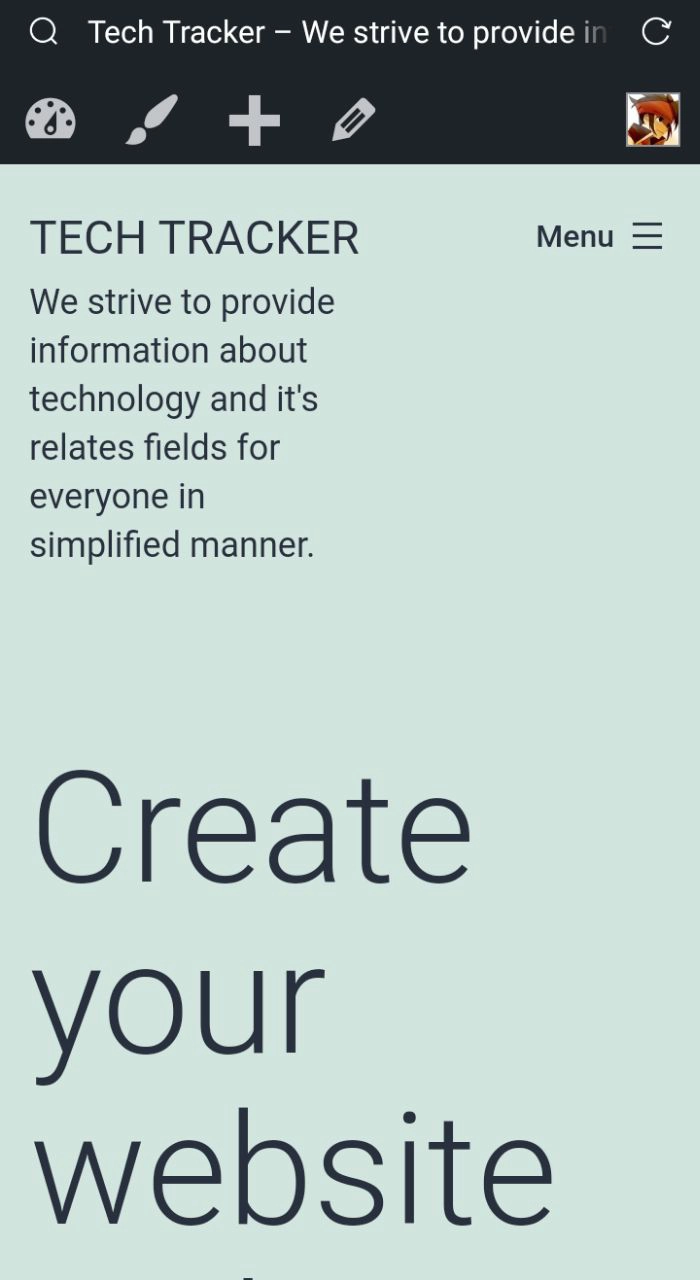 Tech Tracker – We strive to provide in
TECH TRACKER
Menu
We strive to provide
information about
technology and it's
relates fields for
everyone in
simplified manner.
Create
your
website